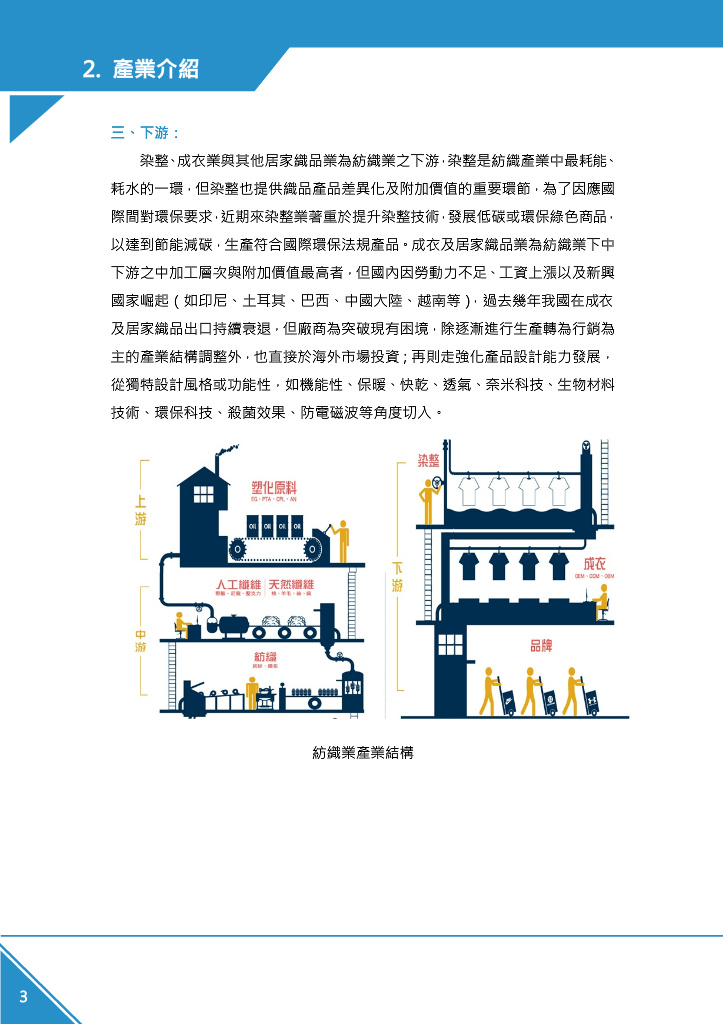 2. 產業介紹
三、下游：
染整、成衣業與其他居家織品業為紡織業之下游，染整是紡織產業中最耗能、
耗水的一環，但染整也提供織品產品差異化及附加價值的重要環節，為了因應國
際間對環保要求，近期來染整業著重於提升染整技術，發展低碳或環保綠色商品，
以達到節能減碳，生產符合國際環保法規產品。成衣及居家織品業為紡織業下中
下游之中加工層次與附加價值最高者，但國內因勞動力不足、工資上漲以及新興
國家崛起（如印尼、土耳其、巴西、中國大陸、越南等），過去幾年我國在成衣
及居家織品出口持續衰退，但廠商為突破現有困境，除逐漸進行生產轉為行銷為
主的產業結構調整外，也直接於海外市場投資；再則走強化產品設計能力發展，
從獨特設計風格或功能性，如機能性、保暖、快乾、透氣、奈米科技、生物材料
技術、環保科技、殺菌效果、防電磁波等角度切入。
上游
塑化原料
EG、PTA、CPL、AN
Oil Oil Oil Oil
中游
人工纖維
天然纖維
棉、羊毛、絲、麻
紡織
下游
染整
成衣
OEM、ODM、OBM
品牌
紡織業產業結構
3